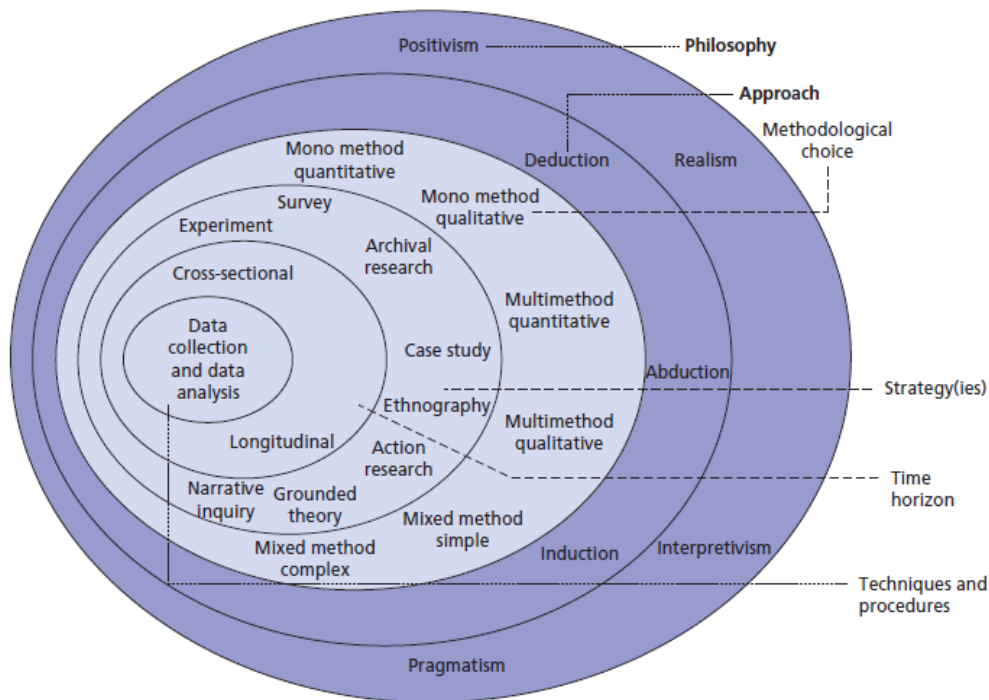 Positivism
Philosophy
Approach
Methodological
choice
Mono method
quantitative
Deduction
Realism
Survey
Mono method
qualitative
Experiment
Archival
research
Cross-sectional
Multimethod
quantitative
Data
collection
and data
analysis
Case study
Abduction
Strategy(ies)
Ethnography
Multimethod
qualitative
Longitudinal
Action
research
Time
horizon
Narrative
inquiry
Grounded
theory
Mixed method
simple
Mixed method
complex
Induction
Interpretivism
Techniques and
procedures
Pragmatism